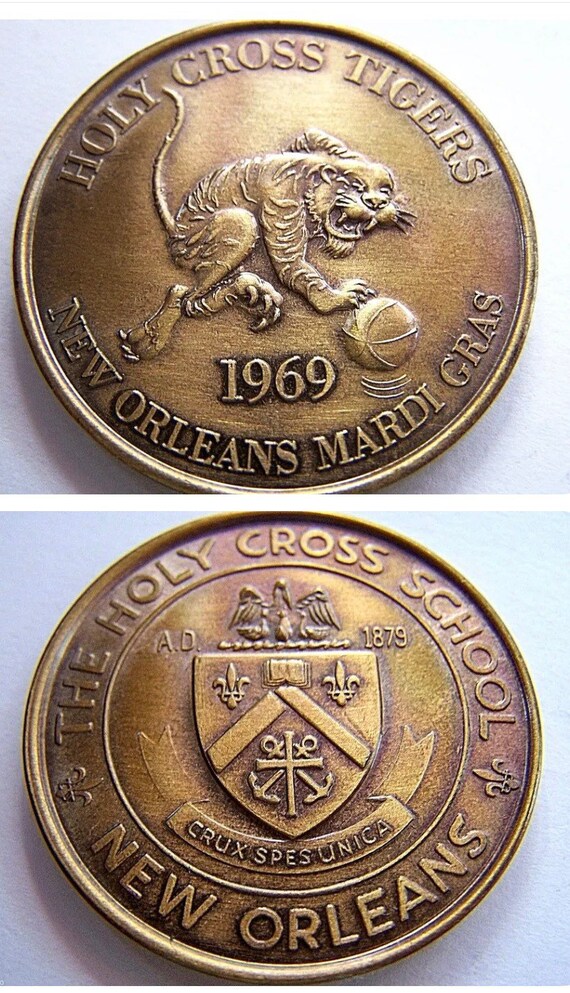 HOLY CROSS TIGERS
1969
NEW ORLEANS MARDI GRAS
THE HOLY CROSS SCHOOL
A.D. 1879
CRUX SPES UNICA
NEW ORLEANS